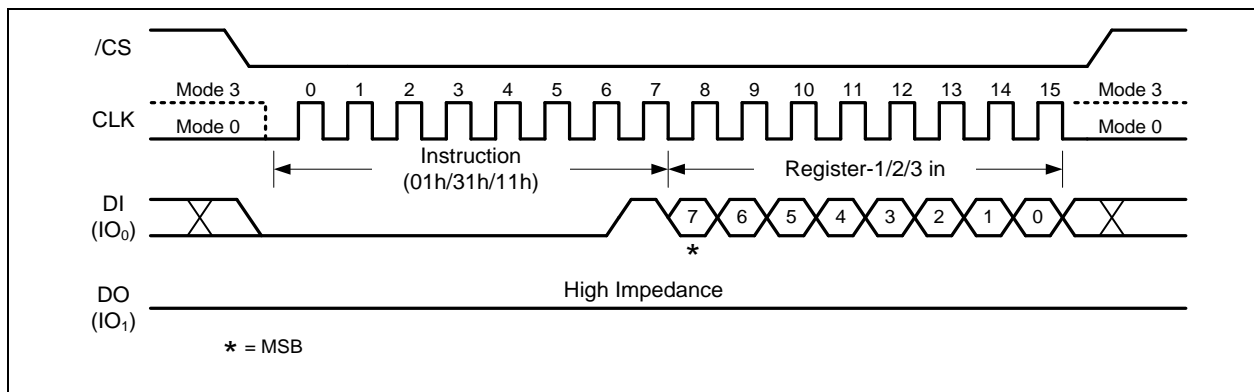 /CS
Mode 3 0 1 2 3 4 5 6 7 8 9 10 11 12 13 14 15 Mode 3
CLK
Mode 0 Mode 0
Instruction
(01h/31h/11h)
Register-1/2/3 in
DI
(IO₀)
7 6 5 4 3 2 1 0
*
High Impedance
DO
(IO₁)
* = MSB